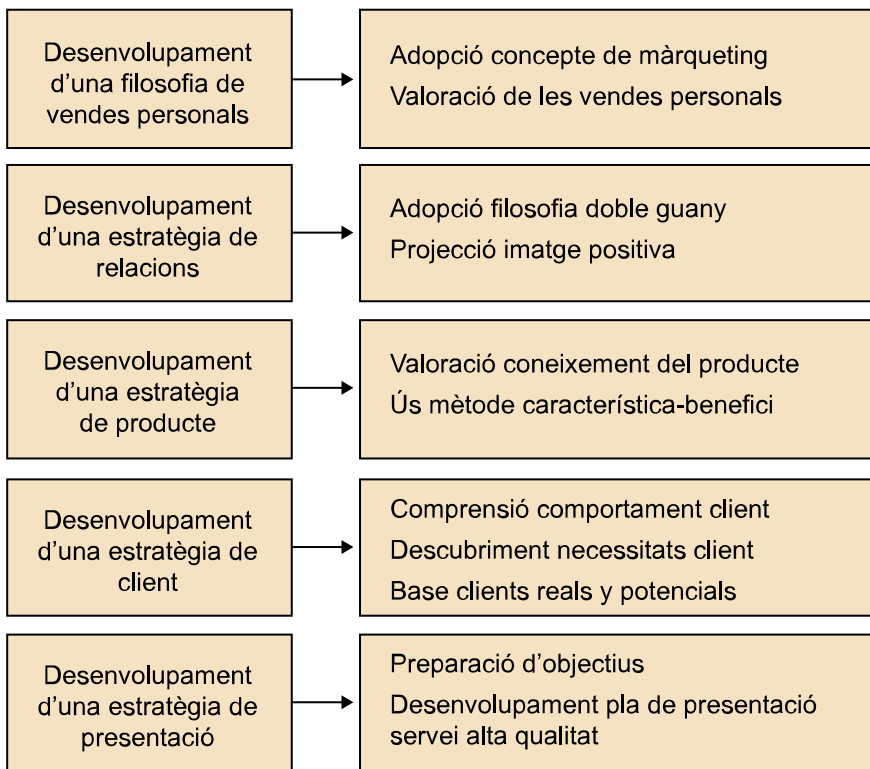 Desenvolupament
d’una filosofia de
vendes personals
Adopció concepte de màrqueting
Valoració de les vendes personals
Desenvolupament
d’una estratègia de
relacions
Adopció filosofia doble guany
Projecció imatge positiva
Desenvolupament
d’una estratègia
de producte
Valoració coneixement del producte
Ús mètode característica-benefici
Desenvolupament
d’una estratègia de
client
Comprensió comportament client
Descubriment necessitats client
Base clients reals y potencials
Desenvolupament
d’una estratègia de
presentació
Preparació d’objectius
Desenvolupament pla de presentació
servei alta qualitat